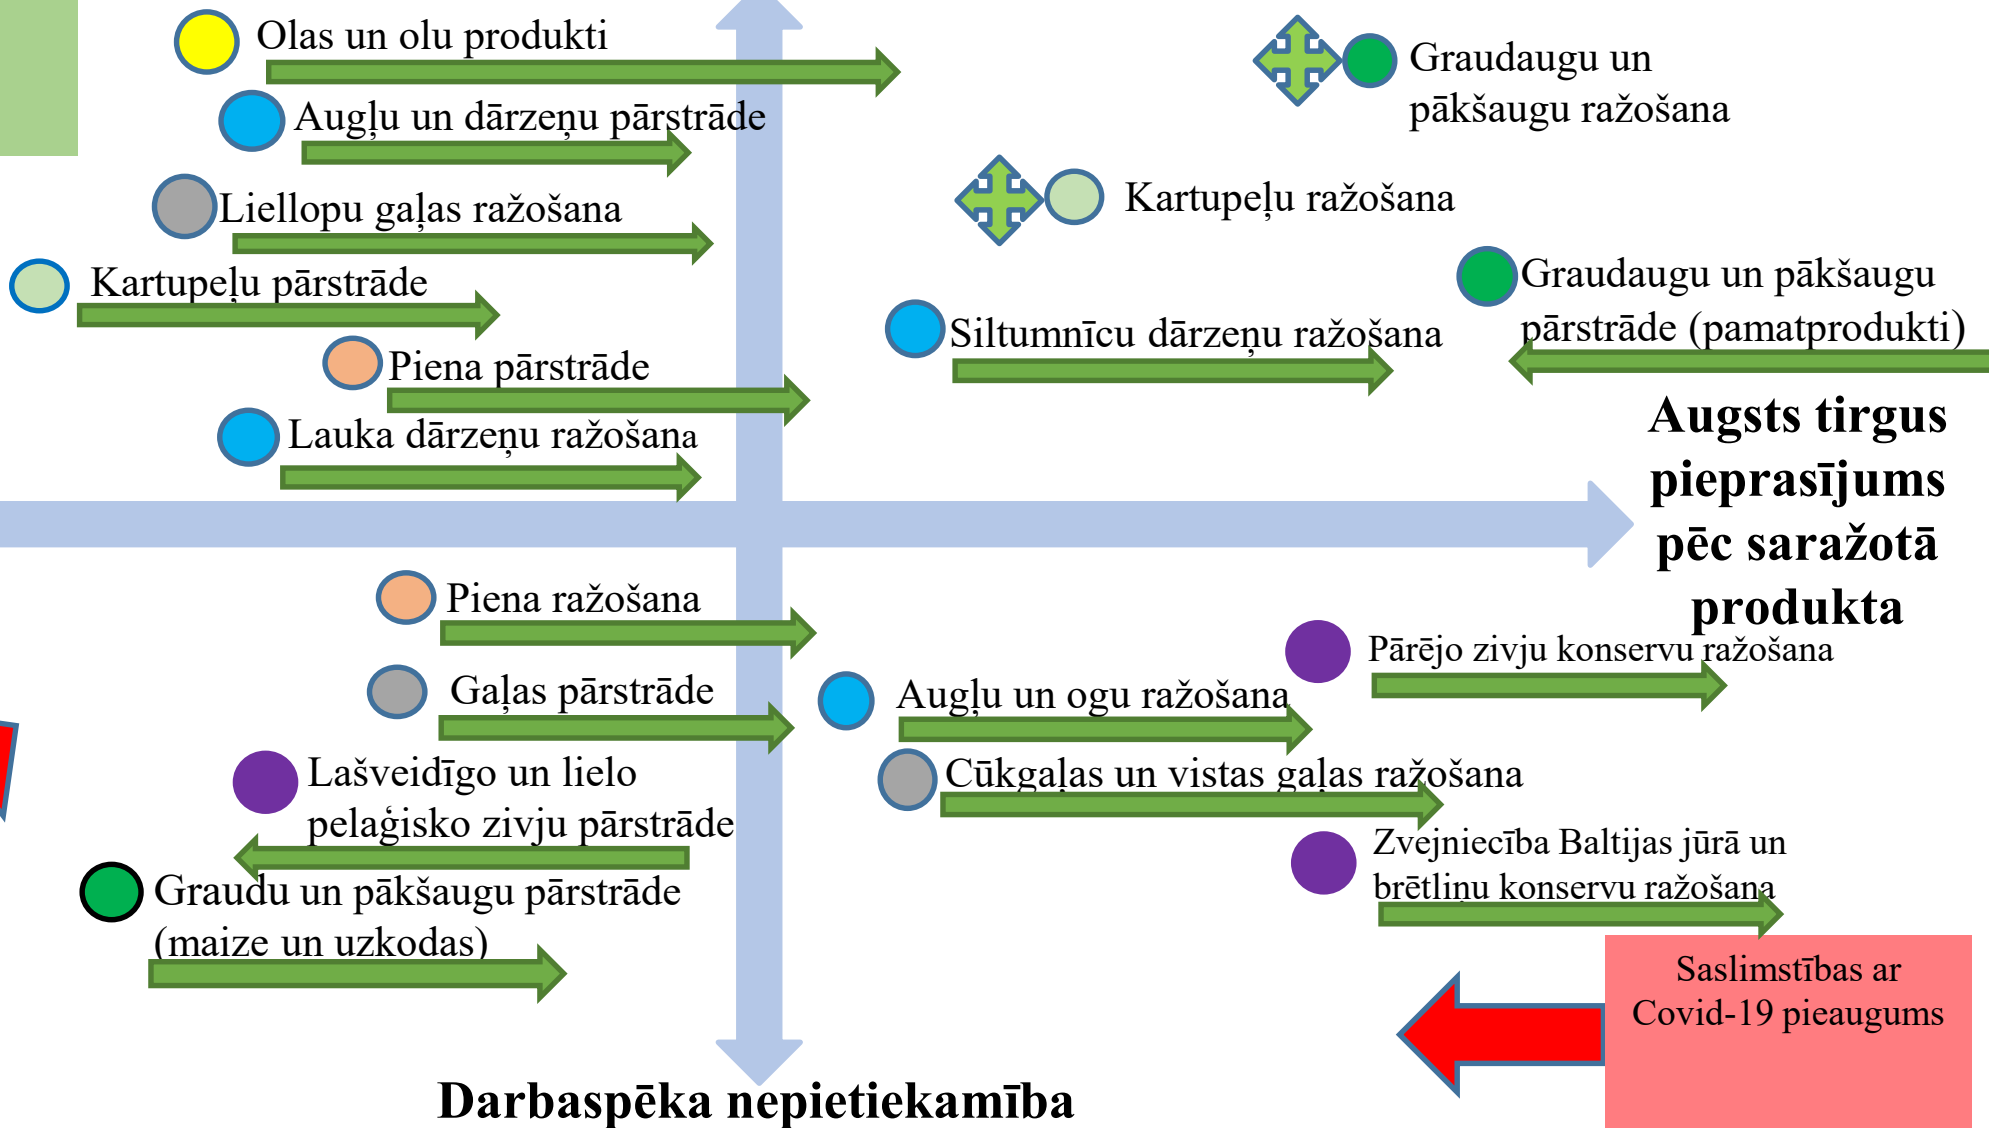 Olas un olu produkti
Augļu un dārzeņu pārstrāde
Liellopu gaļas ražošana
Kartupeļu pārstrāde
Piena pārstrāde
Lauka dārzeņu ražošana
Graudaugu un
pākšaugu ražošana
Kartupeļu ražošana
Siltumnīcu dārzeņu ražošana
Graudaugu un pākšaugu
pārstrāde (pamatprodukti)
Augsts tirgus
pieprasījums
pēc saražotā
produkta
Piena ražošana
Gaļas pārstrāde
Lašveidīgo un lielo
pelaģisko zivju pārstrāde
Graudu un pākšaugu pārstrāde
(maize un uzkodas)
Pārējo zivju konservu ražošana
Augļu un ogu ražošana
Cūkgaļas un vistas gaļas ražošana
Zvejniecība Baltijas jūrā un
brētliņu konservu ražošana
Saslimstības ar
Covid-19 pieaugums
Darbaspēka nepietiekamība